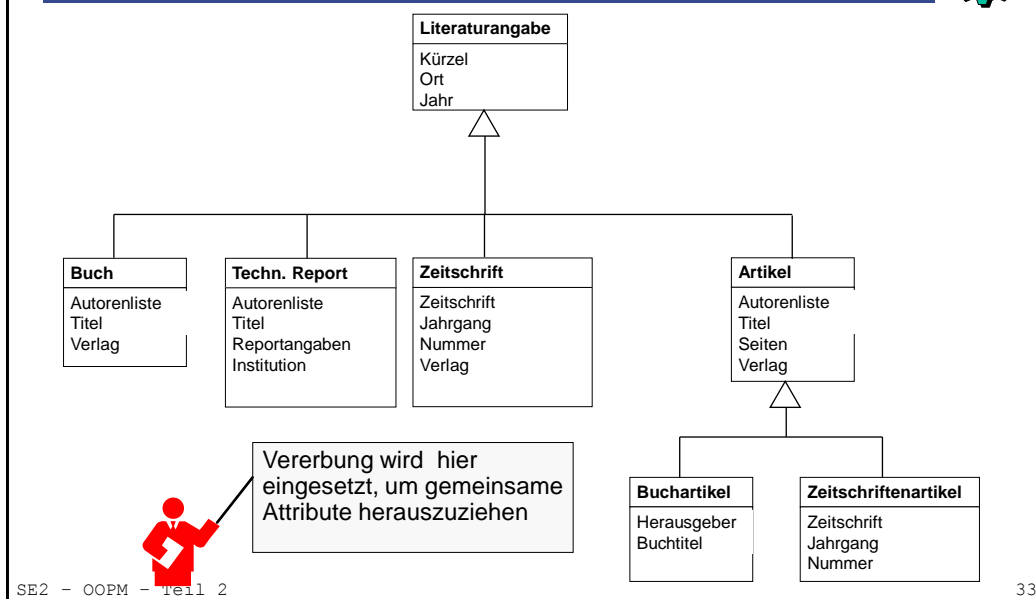 Literaturangabe
Kürzel
Ort
Jahr
Buch
Autorenliste
Titel
Verlag
Techn. Report
Autorenliste
Titel
Reportangaben
Institution
Zeitschrift
Zeitschrift
Jahrgang
Nummer
Verlag
Artikel
Autorenliste
Titel
Seiten
Verlag
Vererbung wird hier
eingesetzt, um gemeinsame
Attribute herauszuziehen
Buchartikel
Herausgeber
Buchtitel
Zeitschriftenartikel
Zeitschrift
Jahrgang
Nummer
SE2 - OOPM - Teil 2
33